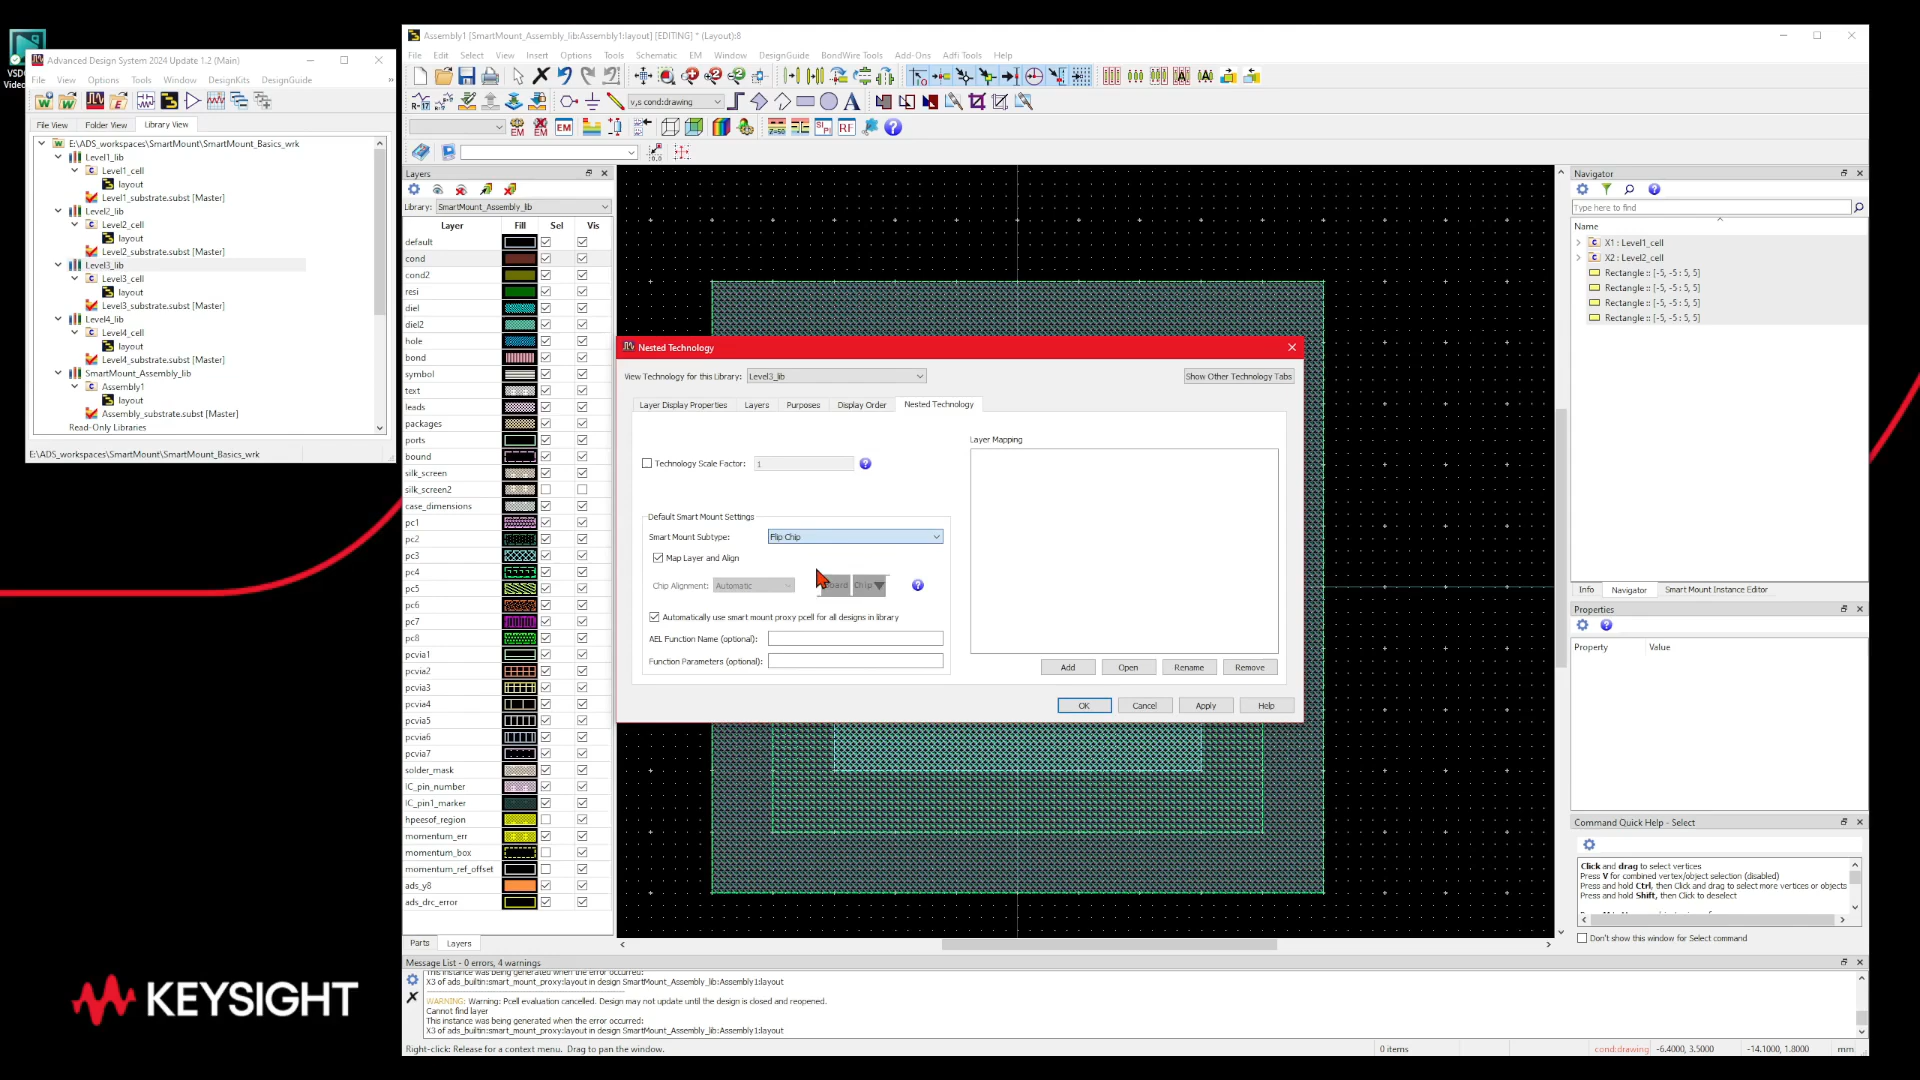 VSDC
Video
Advanced Design System 2024 Update 1.2 (Main)
File View Options Tools Window DesignKits DesignGuide
File View Folder View Library View
E:\ADS_workspaces\SmartMount\SmartMount_Basics_wrk
Level1_lib
Level1_cell
layout
Level1_substrate.subst [Master]
Level2_lib
Level2_cell
layout
Level2_substrate.subst [Master]
Level3_lib
Level3_cell
layout
Level3_substrate.subst [Master]
Level4_lib
Level4_cell
layout
Level4_substrate.subst [Master]
SmartMount_Assembly_lib
Assembly1
layout
Assembly_substrate.subst [Master]
Read-Only Libraries
E:\ADS_workspaces\SmartMount\SmartMount_Basics_wrk
KEYSIGHT
Assembly1 [SmartMount_Assembly_lib:Assembly1:layout] [EDITING] * (Layout):8
File Edit Select View Insert Options Tools Schematic EM Window DesignGuide BondWire Tools Add-Ons Adfi Tools Help
v,s cond:drawing
Layers
Library: SmartMount_Assembly_lib
Layer Fill Sel Vis
default
cond
cond2
resi
diel
diel2
hole
bond
symbol
text
leads
packages
ports
bound
silk_screen
silk_screen2
case_dimensions
pc1
pc2
pc3
pc4
pc5
pc6
pc7
pc8
pcvia1
pcvia2
pcvia3
pcvia4
pcvia5
pcvia6
pcvia7
solder_mask
IC_pin_number
IC_pin1_marker
hpeesof_region
momentum_err
momentum_box
momentum_ref_offset
ads_y8
ads_drc_error
Parts Layers
Nested Technology
View Technology for this Library: Level3_lib
Show Other Technology Tabs
Layer Display Properties Layers Purposes Display Order Nested Technology
Layer Mapping
Technology Scale Factor: 1
Default Smart Mount Settings
Smart Mount Subtype: Flip Chip
Map Layer and Align
Chip Alignment: Automatic Chip
Automatically use smart mount proxy pcell for all designs in library
AEL Function Name (optional):
Function Parameters (optional):
Add Open Rename Remove
OK Cancel Apply Help
Navigator
Type here to find
Name
X1 : Level1_cell
X2 : Level2_cell
Rectangle :: [-5, -5 : 5, 5]
Rectangle :: [-5, -5 : 5, 5]
Rectangle :: [-5, -5 : 5, 5]
Rectangle :: [-5, -5 : 5, 5]
Info Navigator Smart Mount Instance Editor
Properties
Property Value
Command Quick Help - Select
Click and drag to select vertices
Press V for combined vertex/object selection (disabled)
Press and hold Ctrl, then Click and drag to select more vertices or objects
Press and hold Shift, then Click to deselect
Don't show this window for Select command
Message List - 0 errors, 4 warnings
This instance was being generated when the error occurred:
X3 of ads_builtin:smart_mount_proxy:layout in design SmartMount_Assembly_lib:Assembly1:layout
WARNING: Warning: Pcell evaluation cancelled. Design may not update until the design is closed and reopened.
Cannot find layer
This instance was being generated when the error occurred:
X3 of ads_builtin:smart_mount_proxy:layout in design SmartMount_Assembly_lib:Assembly1:layout
Right-click: Release for a context menu. Drag to pan the window.
0 items cond:drawing -6.4000, 3.5000 -14.1000, 1.8000 mm